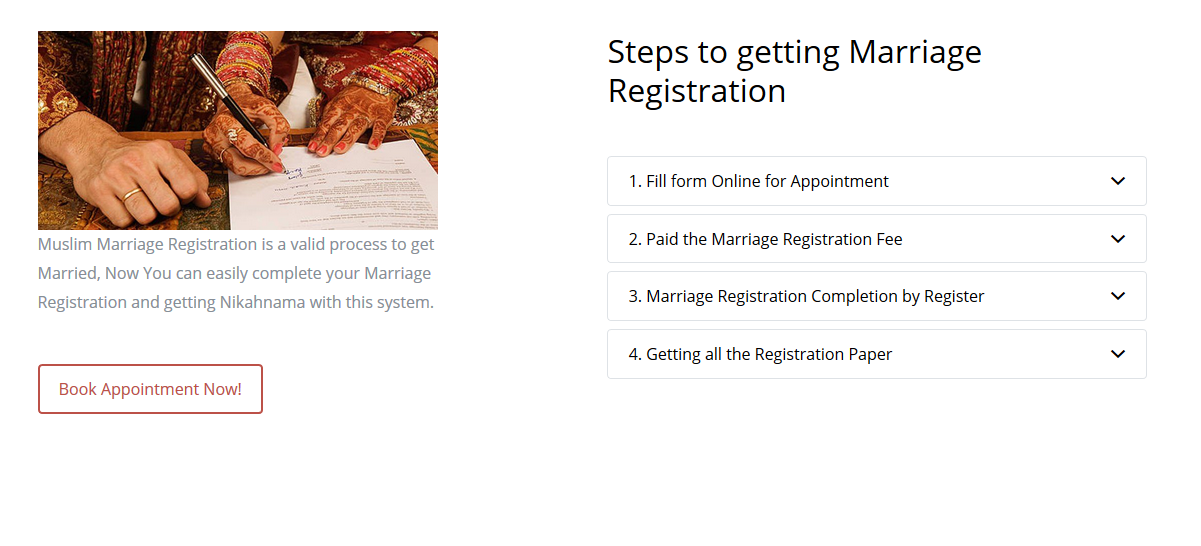 Muslim Marriage Registration is a valid process to get
Married, Now You can easily complete your Marriage
Registration and getting Nikahnama with this system.
Book Appointment Now!
Steps to getting Marriage
Registration
1. Fill form Online for Appointment
2. Paid the Marriage Registration Fee
3. Marriage Registration Completion by Register
4. Getting all the Registration Paper